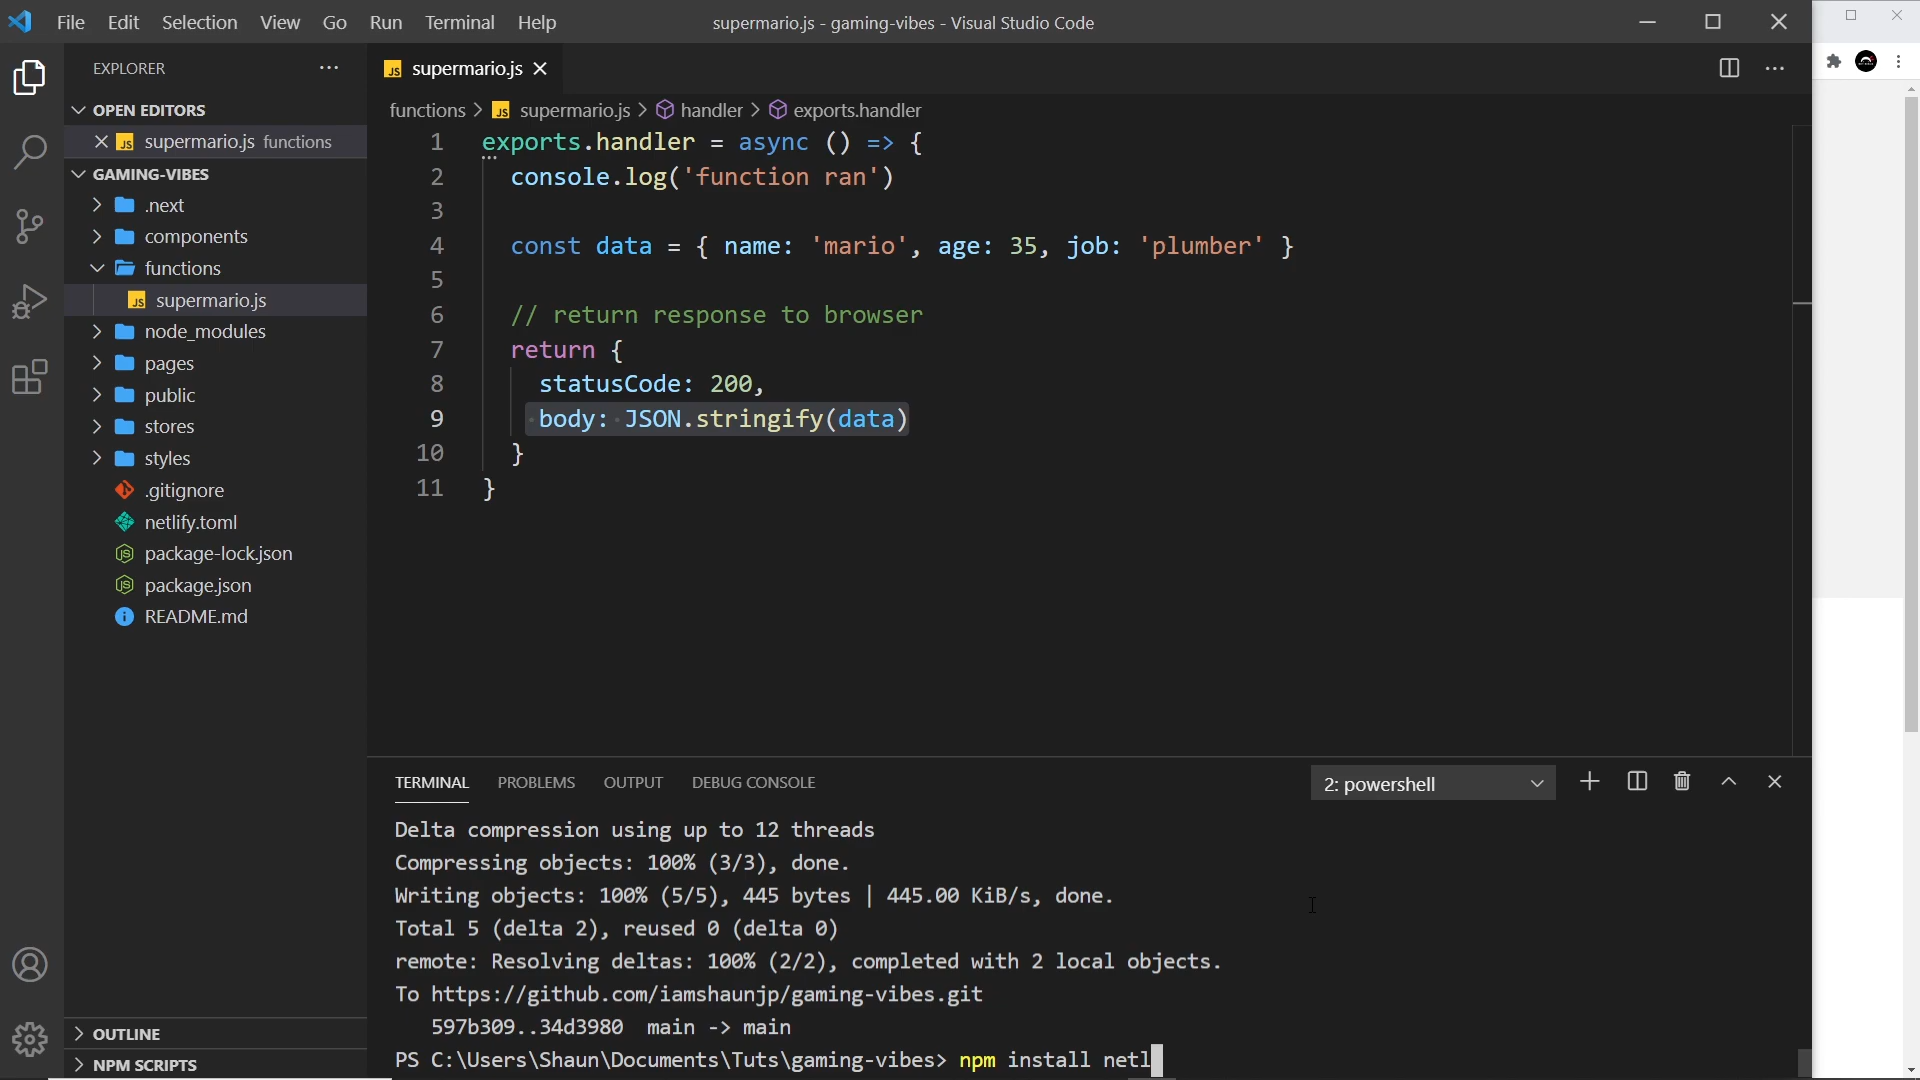 File Edit Selection View Go Run Terminal Help
supermario.js - gaming-vibes - Visual Studio Code
EXPLORER
OPEN EDITORS
JS supermario.js functions
GAMING-VIBES
.next
components
functions
JS supermario.js
node_modules
pages
public
stores
styles
.gitignore
netlify.toml
package-lock.json
package.json
README.md
OUTLINE
NPM SCRIPTS
JS supermario.js
functions > JS supermario.js > handler > exports.handler
1 exports.handler = async () => {
2 console.log('function ran')
3
4 const data = { name: 'mario', age: 35, job: 'plumber' }
5
6 // return response to browser
7 return {
8 statusCode: 200,
9 body: JSON.stringify(data)
10 }
11 }
TERMINAL PROBLEMS OUTPUT DEBUG CONSOLE
2: powershell
Delta compression using up to 12 threads
Compressing objects: 100% (3/3), done.
Writing objects: 100% (5/5), 445 bytes | 445.00 KiB/s, done.
Total 5 (delta 2), reused 0 (delta 0)
remote: Resolving deltas: 100% (2/2), completed with 2 local objects.
To https://github.com/iamshaunjp/gaming-vibes.git
597b309..34d3980 main -> main
PS C:\Users\Shaun\Documents\Tuts\gaming-vibes> npm install netl